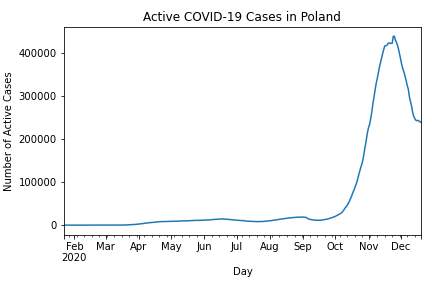 Active COVID-19 Cases in Poland
Number of Active Cases
400000
300000
200000
100000
0
Feb Mar Apr May Jun Jul Aug Sep Oct Nov Dec
2020
Day